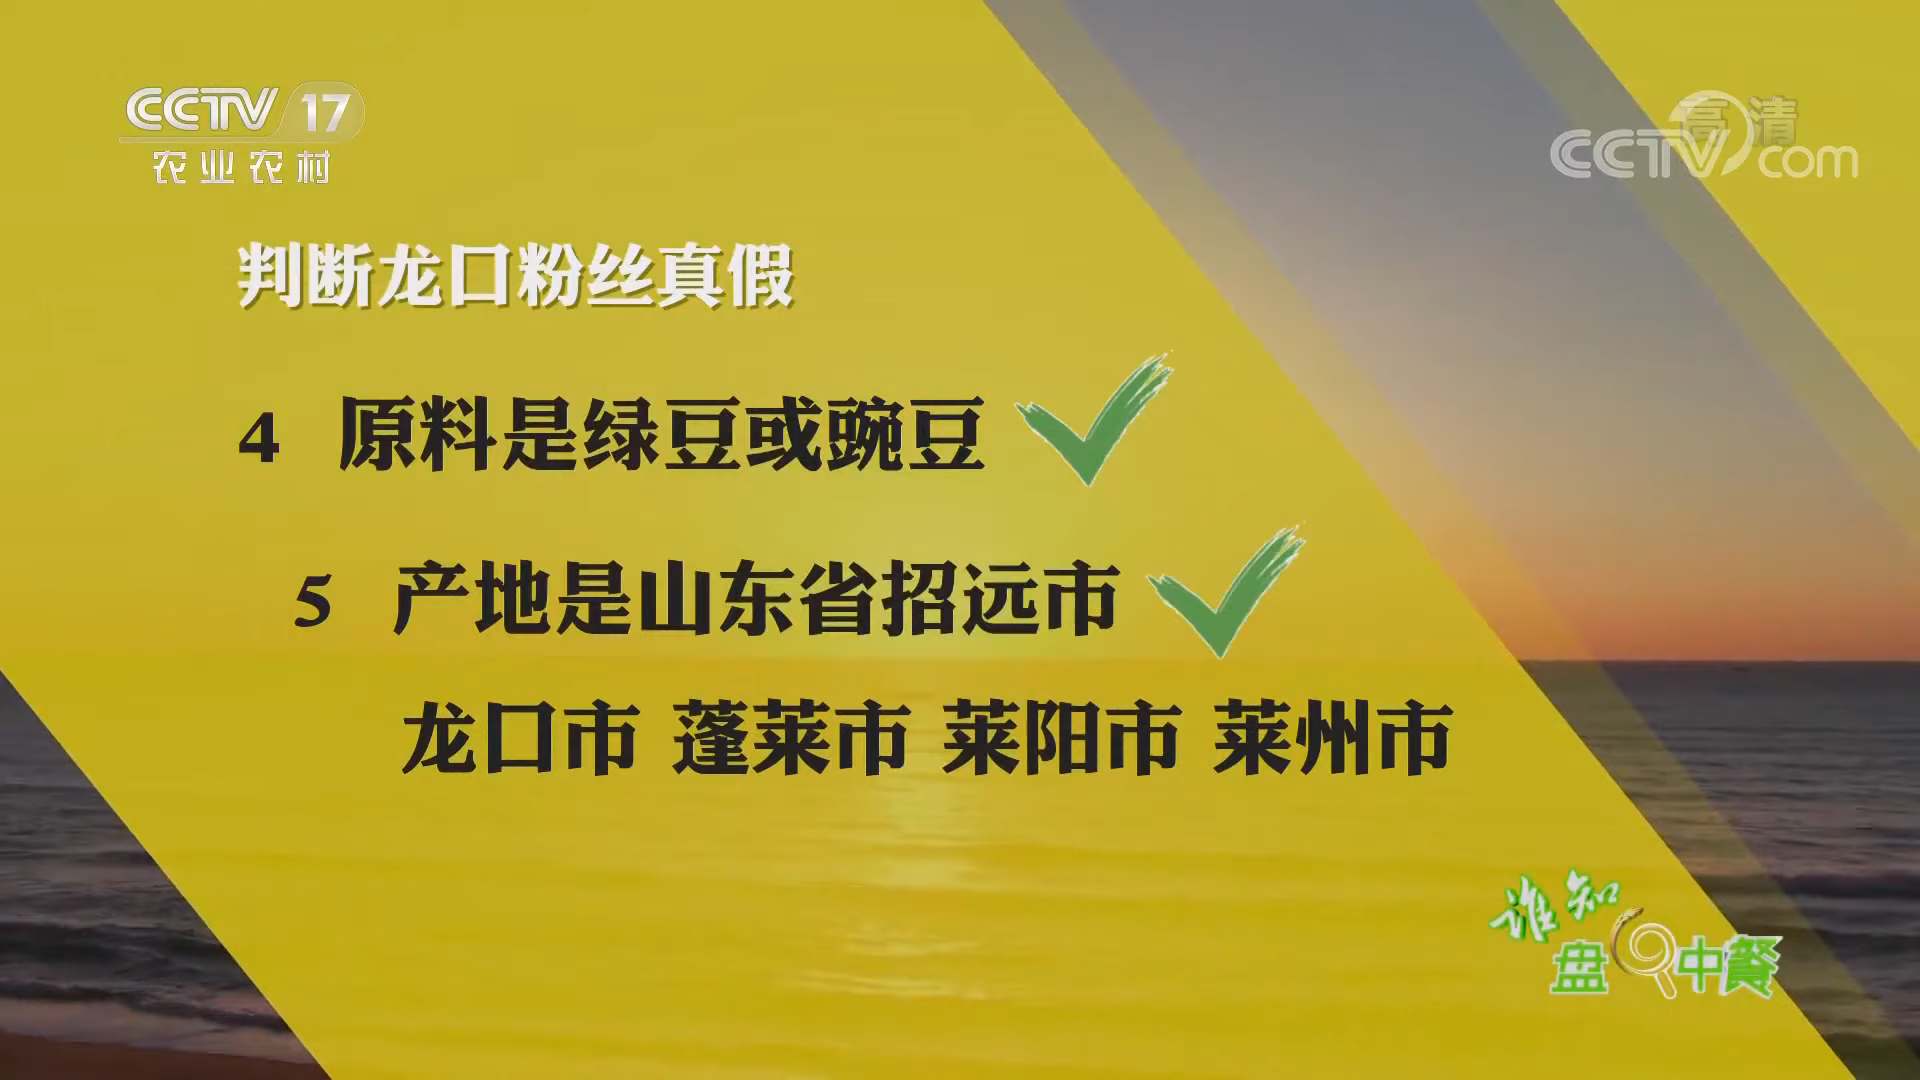 CCTV 17
农业农村
高清
CCTV.com
判断龙口粉丝真假
4 原料是绿豆或豌豆
5 产地是山东省招远市
龙口市 蓬莱市 莱阳市 莱州市
谁知
盘中餐